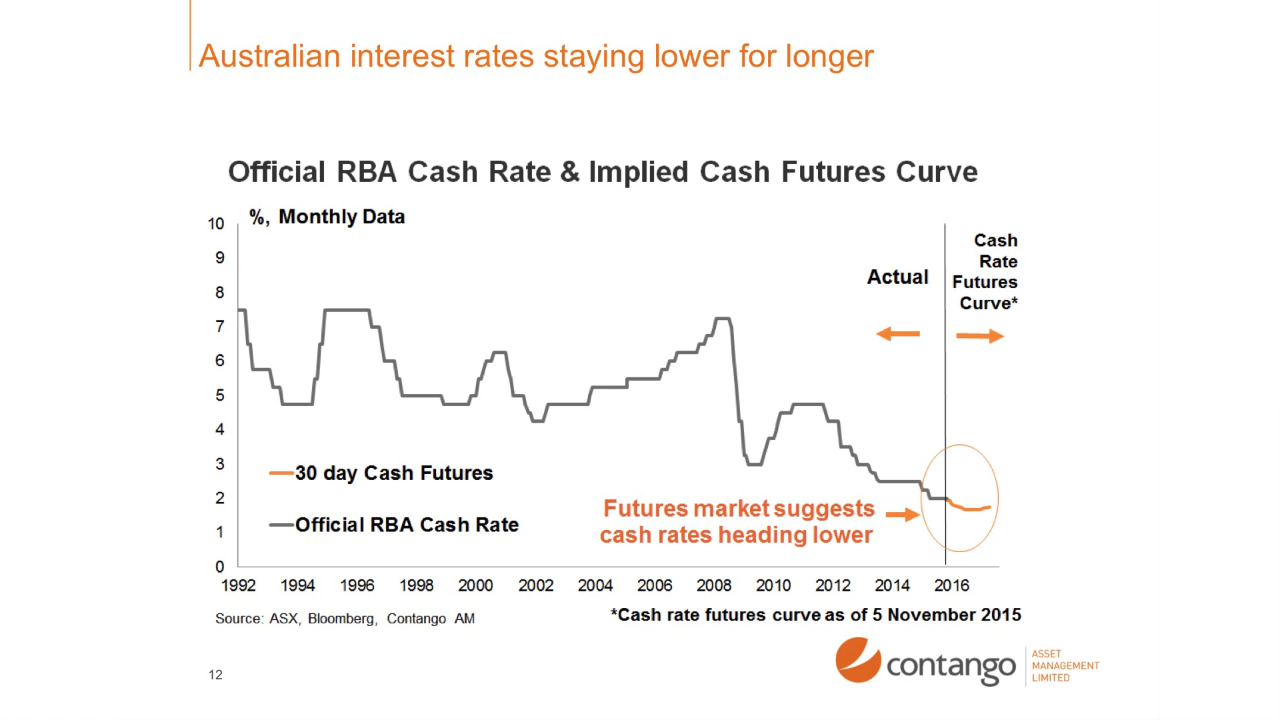 Australian interest rates staying lower for longer
Official RBA Cash Rate & Implied Cash Futures Curve
%, Monthly Data
10
9
8
7
6
5
4
3
2
1
0
Actual
Cash
Rate
Futures
Curve*
30 day Cash Futures
Official RBA Cash Rate
Futures market suggests
cash rates heading lower
1992 1994 1996 1998 2000 2002 2004 2006 2008 2010 2012 2014 2016
Source: ASX, Bloomberg, Contango AM
*Cash rate futures curve as of 5 November 2015
12
contango
ASSET
MANAGEMENT
LIMITED